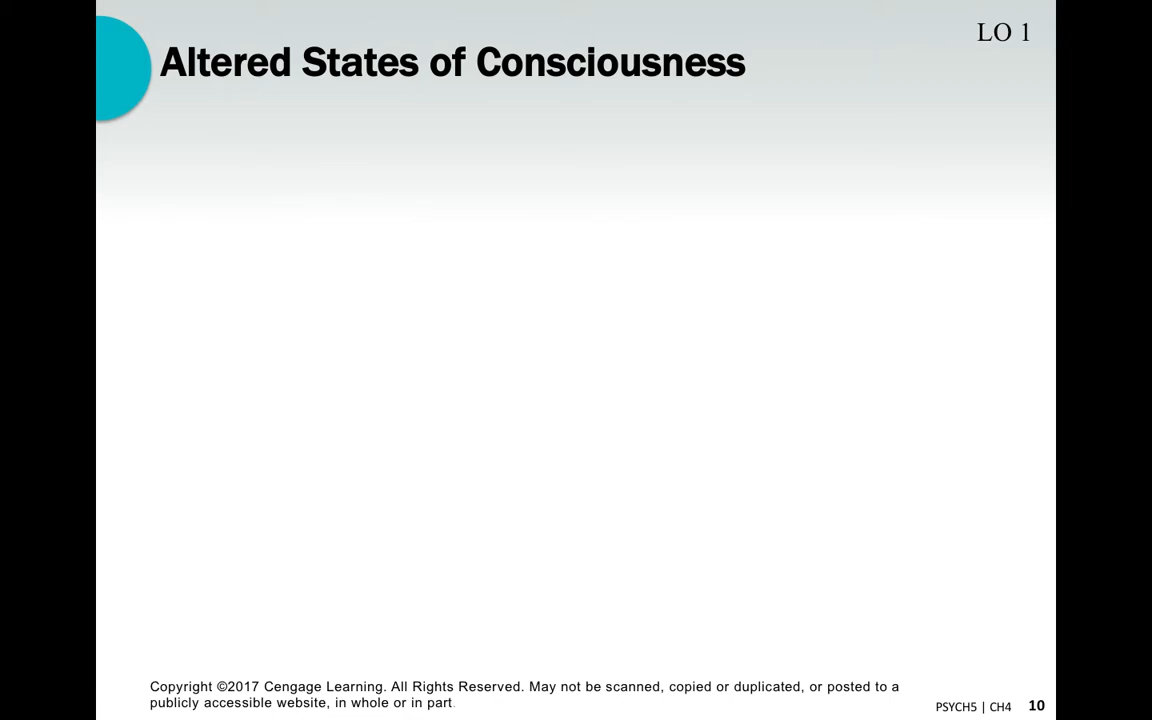 LO 1
Altered States of Consciousness
Copyright ©2017 Cengage Learning. All Rights Reserved. May not be scanned, copied or duplicated, or posted to a
publicly accessible website, in whole or in part.
PSYCH5 | CH4 10